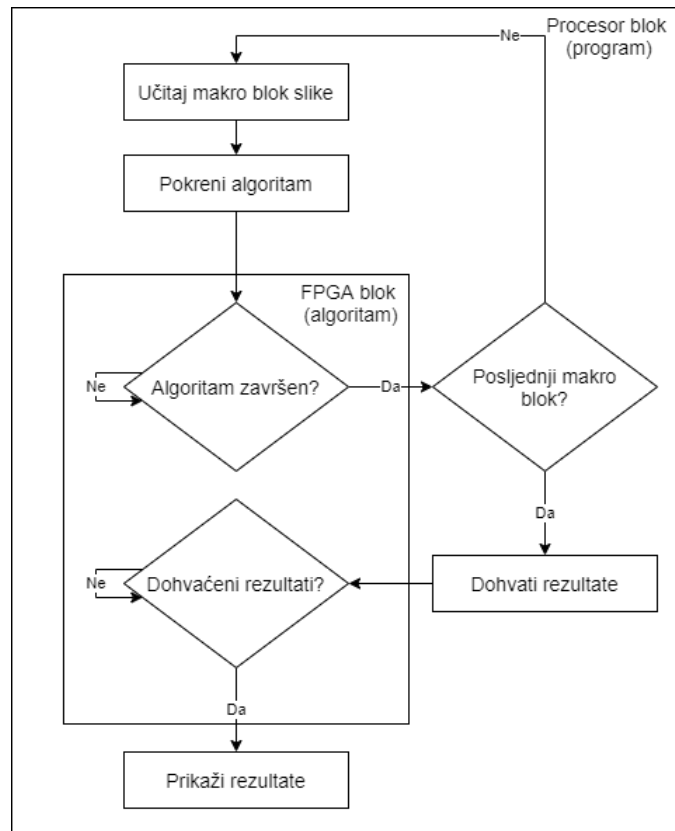 Procesor blok
(program)
Ne
Učitaj makro blok slike
Pokreni algoritam
FPGA blok
(algoritam)
Algoritam završen?
Ne
Da
Posljednji makro
blok?
Da
Dohvati rezultate
Dohvaćeni rezultati?
Ne
Da
Prikaži rezultate